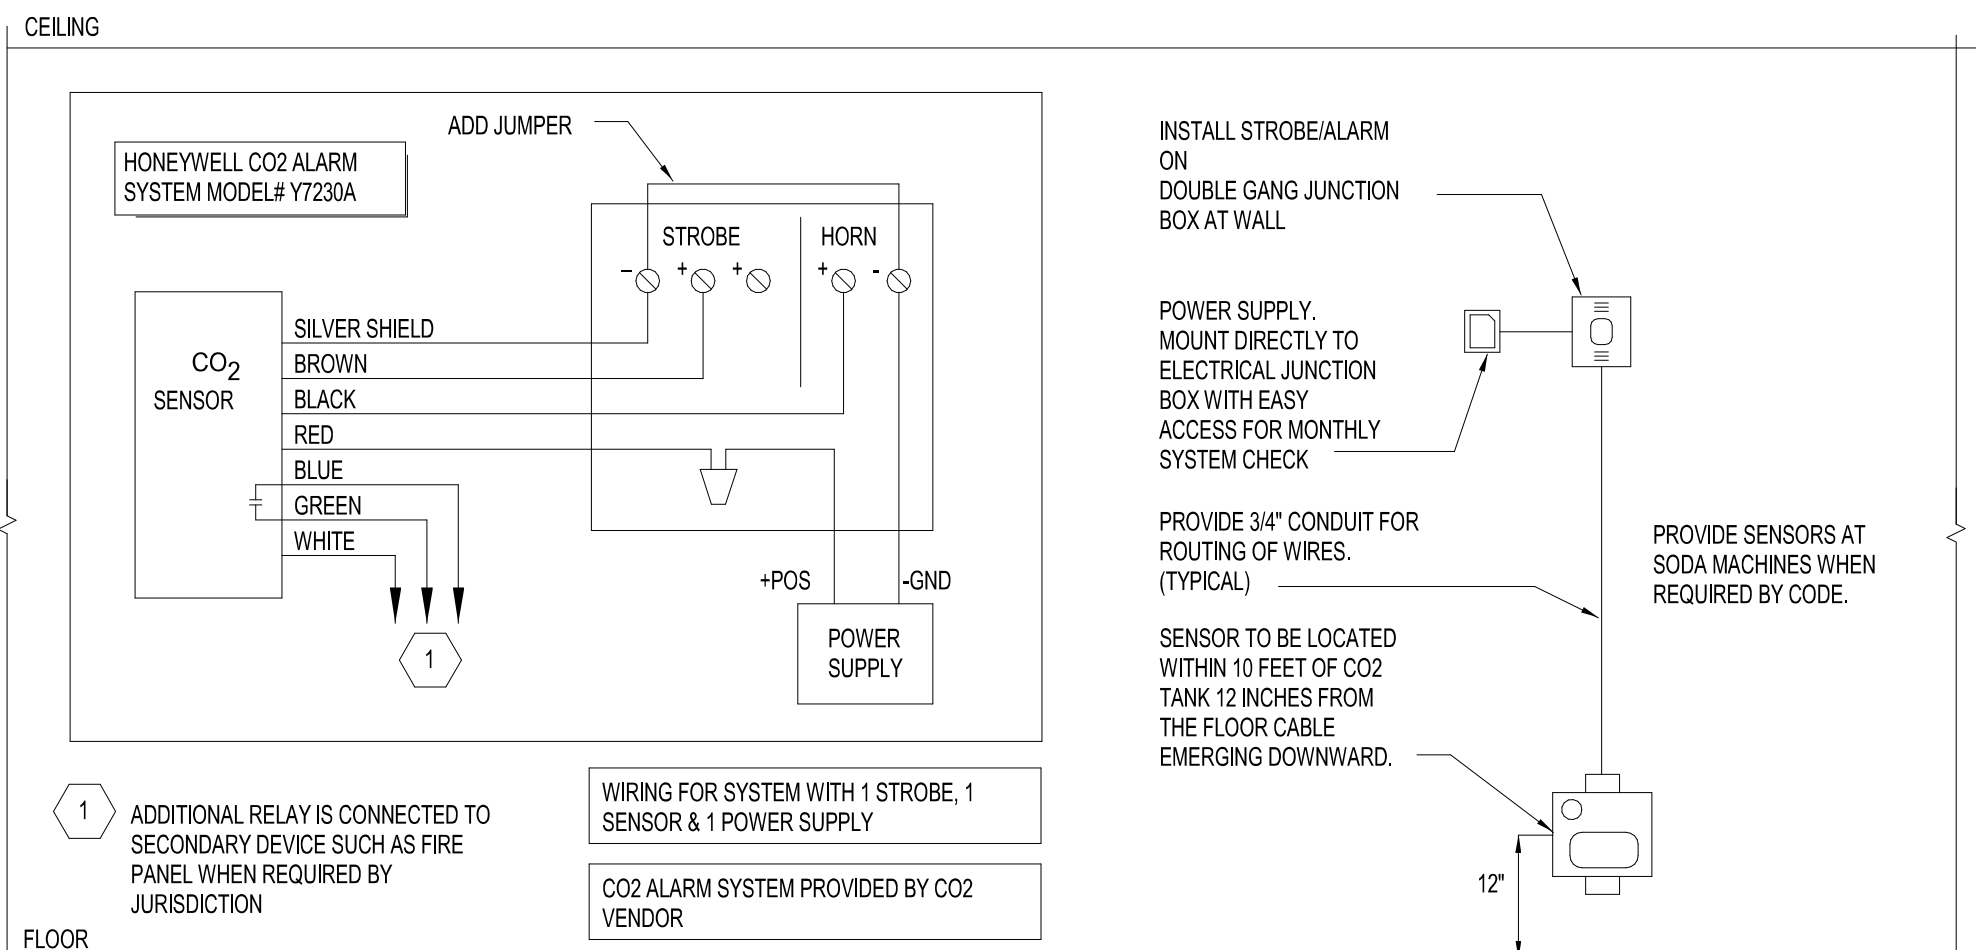 CEILING
ADD JUMPER
HONEYWELL CO2 ALARM
SYSTEM MODEL# Y7230A
STROBE
HORN
− + + + -
CO2
SENSOR
SILVER SHIELD
BROWN
BLACK
RED
BLUE
GREEN
WHITE
+POS
-GND
POWER
SUPPLY
1
1
ADDITIONAL RELAY IS CONNECTED TO
SECONDARY DEVICE SUCH AS FIRE
PANEL WHEN REQUIRED BY
JURISDICTION
WIRING FOR SYSTEM WITH 1 STROBE, 1
SENSOR & 1 POWER SUPPLY
CO2 ALARM SYSTEM PROVIDED BY CO2
VENDOR
FLOOR
INSTALL STROBE/ALARM
ON
DOUBLE GANG JUNCTION
BOX AT WALL
POWER SUPPLY.
MOUNT DIRECTLY TO
ELECTRICAL JUNCTION
BOX WITH EASY
ACCESS FOR MONTHLY
SYSTEM CHECK
PROVIDE 3/4" CONDUIT FOR
ROUTING OF WIRES.
(TYPICAL)
SENSOR TO BE LOCATED
WITHIN 10 FEET OF CO2
TANK 12 INCHES FROM
THE FLOOR CABLE
EMERGING DOWNWARD.
PROVIDE SENSORS AT
SODA MACHINES WHEN
REQUIRED BY CODE.
12"